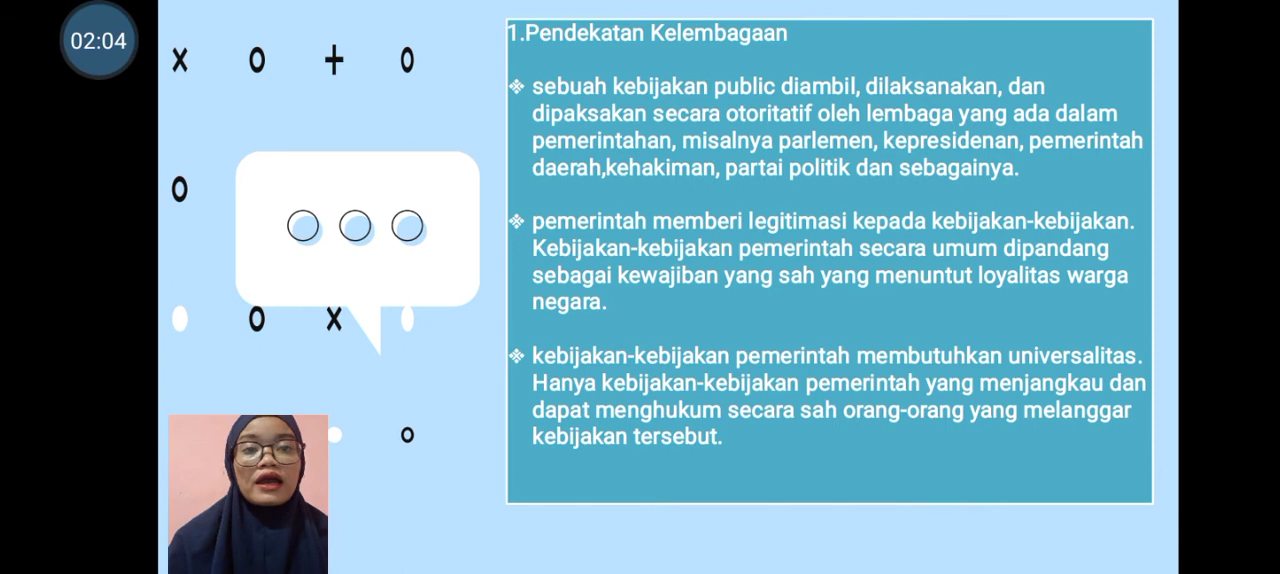 02:04
x o + o
1.Pendekatan Kelembagaan
❖ sebuah kebijakan public diambil, dilaksanakan, dan
dipaksakan secara otoritatif oleh lembaga yang ada dalam
pemerintahan, misalnya parlemen, kepresidenan, pemerintah
daerah,kehakiman, partai politik dan sebagainya.
o
❖ pemerintah memberi legitimasi kepada kebijakan-kebijakan.
Kebijakan-kebijakan pemerintah secara umum dipandang
sebagai kewajiban yang sah yang menuntut loyalitas warga
negara.
o x
❖ kebijakan-kebijakan pemerintah membutuhkan universalitas.
Hanya kebijakan-kebijakan pemerintah yang menjangkau dan
dapat menghukum secara sah orang-orang yang melanggar
kebijakan tersebut.
o